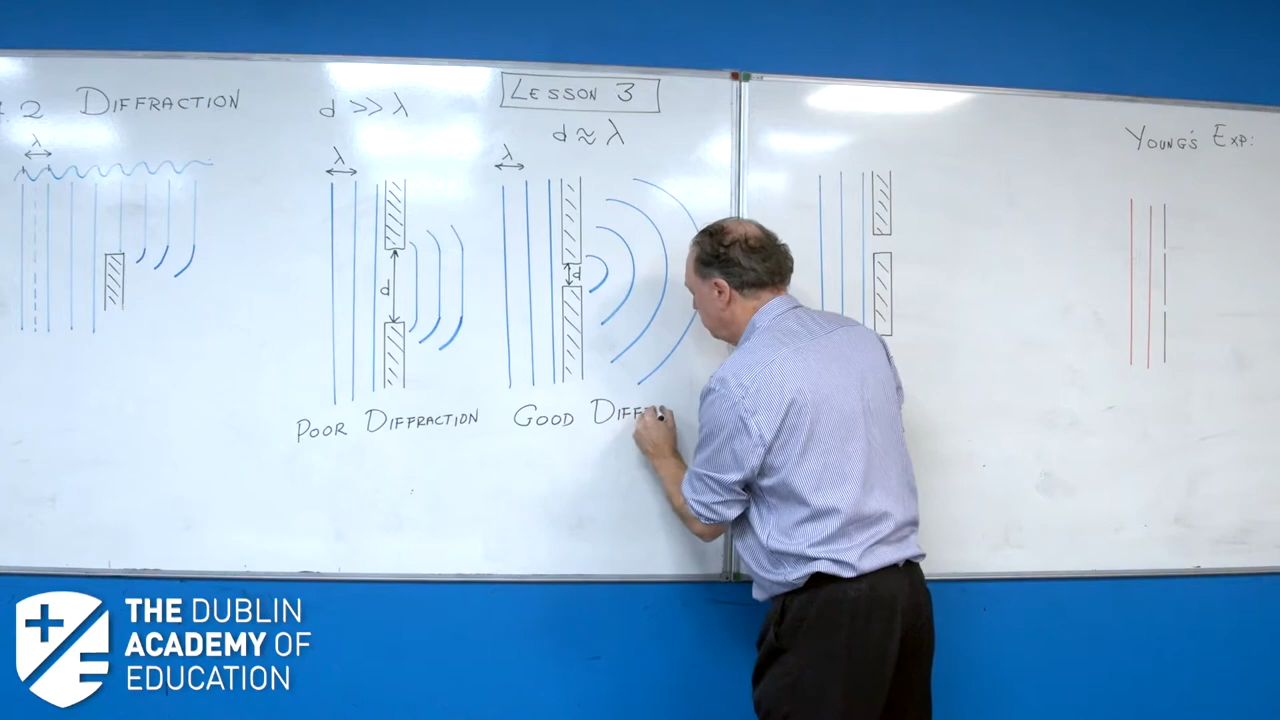 DIFFRACTION
λ
d >> λ
λ
d
POOR DIFFRACTION
LESSON 3
d ≈ λ
λ
d
GOOD DIFF
YOUNG'S EXP:
THE DUBLIN
ACADEMY OF
EDUCATION